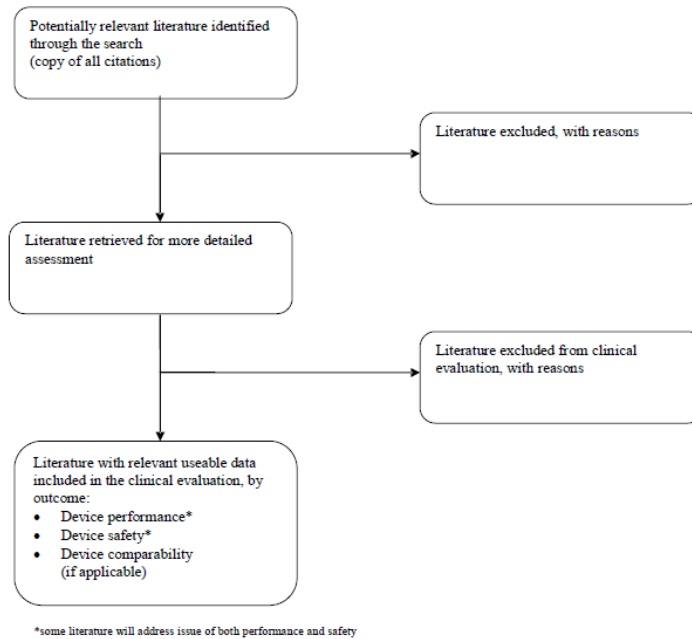 Potentially relevant literature identified
through the search
(copy of all citations)
Literature excluded, with reasons
Literature retrieved for more detailed
assessment
Literature excluded from clinical
evaluation, with reasons
Literature with relevant useable data
included in the clinical evaluation, by
outcome:
• Device performance*
• Device safety*
• Device comparability
(if applicable)
*some literature will address issue of both performance and safety